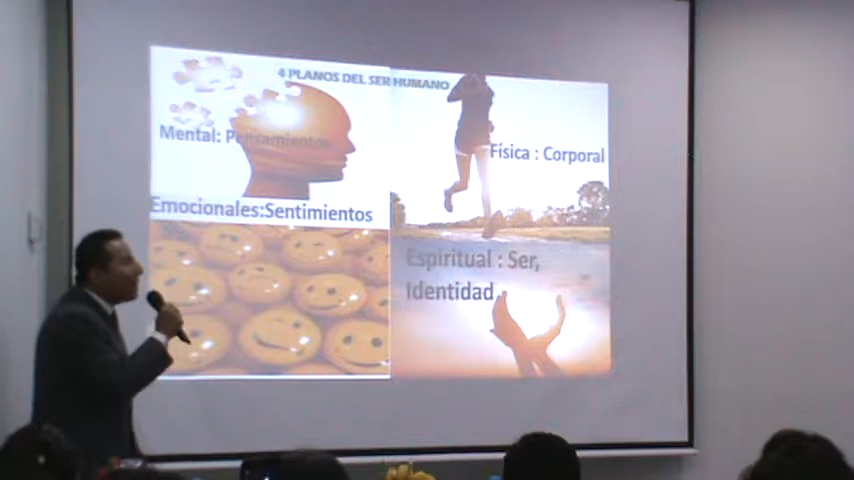 4 PLANOS DEL SER HUMANO
Mental: Pensamientos
Física : Corporal
Emocionales:Sentimientos
Espiritual : Ser,
Identidad